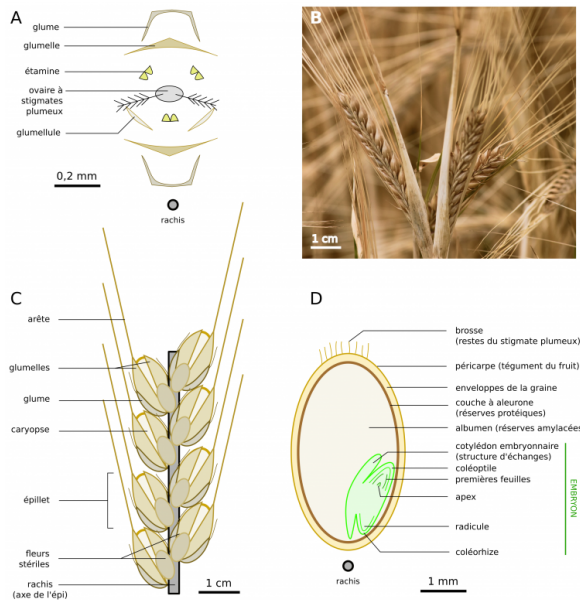 A
glume
glumelle
étamine
ovaire à
stigmates
plumeux
glumellule
0,2 mm
rachis
B
1 cm
C
arête
glumelles
glume
caryopse
épillet
fleurs
stériles
rachis
(axe de l'épi)
1 cm
D
brosse
(restes du stigmate plumeux)
péricarpe (tégument du fruit)
enveloppes de la graine
couche à aleurone
(réserves protéiques)
albumen (réserves amylacées
cotylédon embryonnaire
(structure d'échanges)
coléoptile
premières feuilles
apex
radicule
coléorhize
EMBRYON
rachis
1 mm